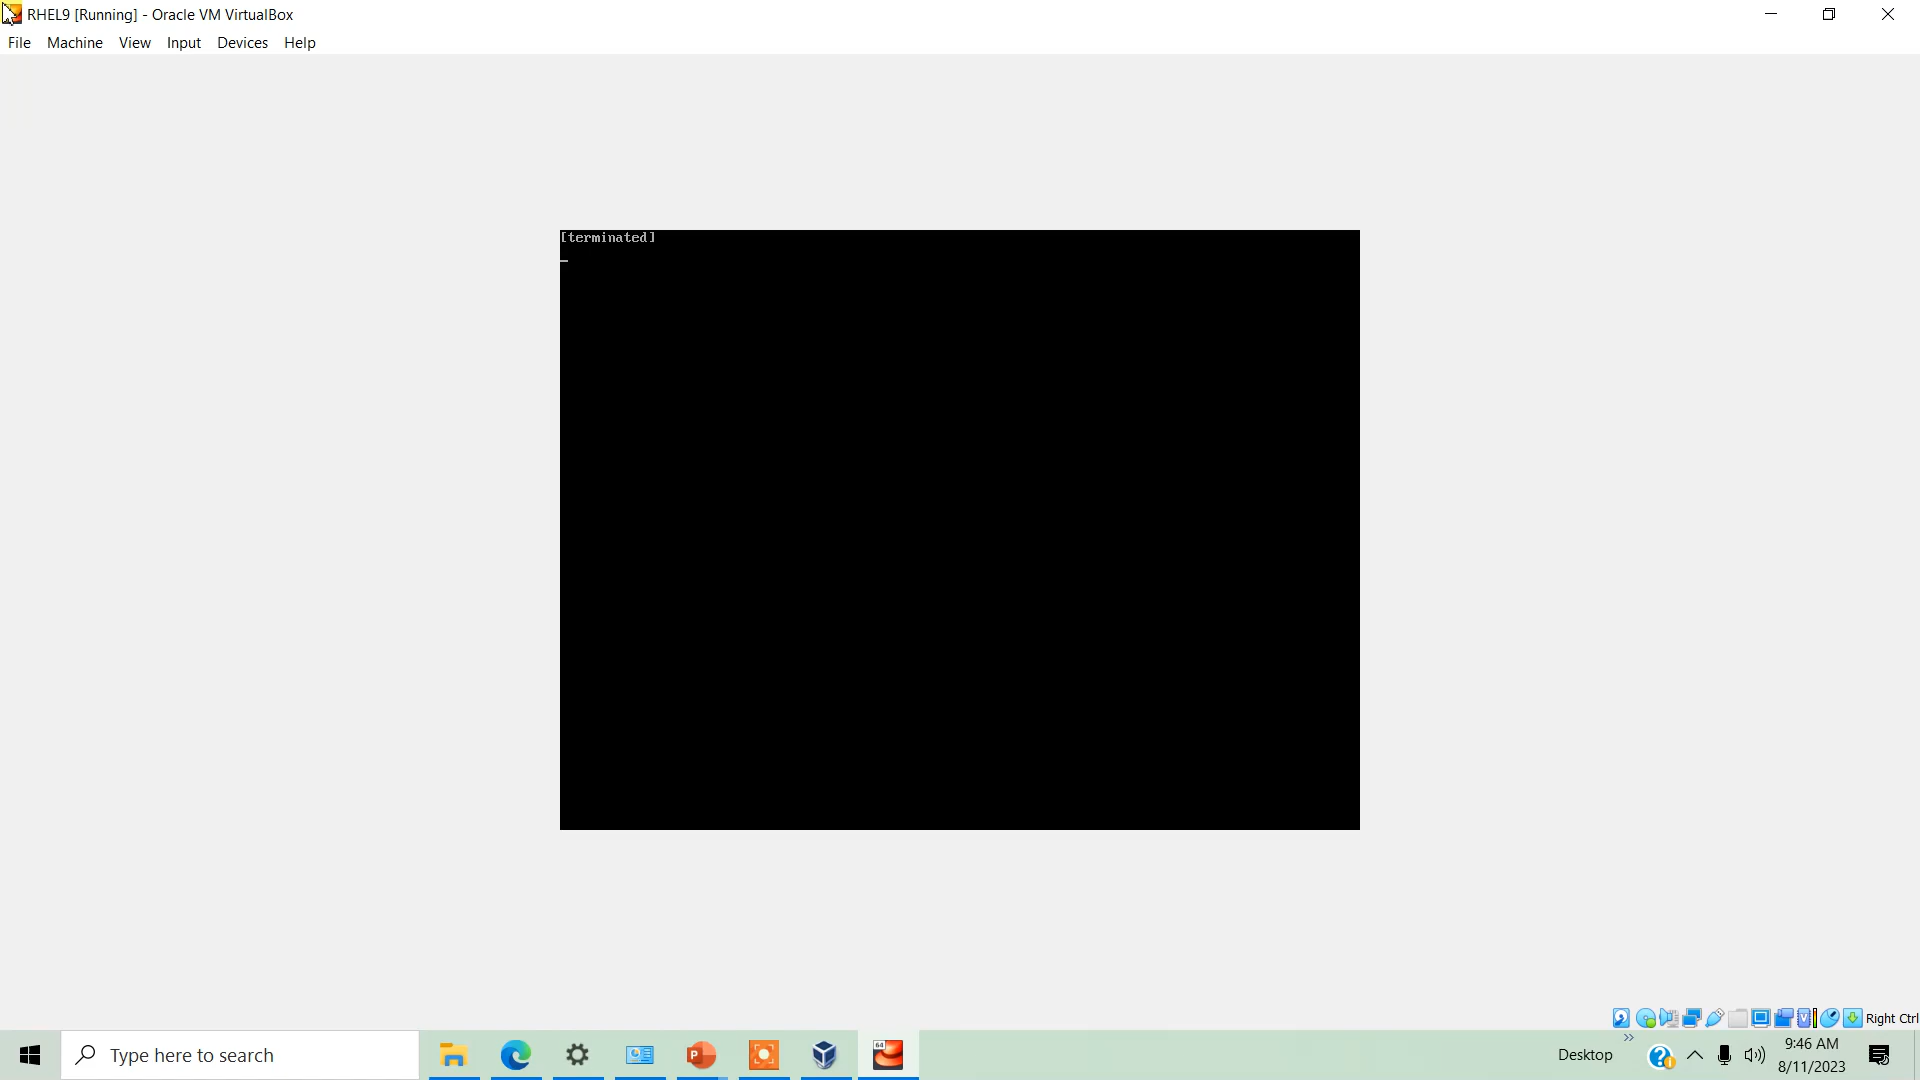 RHEL9 [Running] - Oracle VM VirtualBox
File Machine View Input Devices Help
[terminated]
_
Right Ctrl
Type here to search
Desktop
9:46 AM
8/11/2023